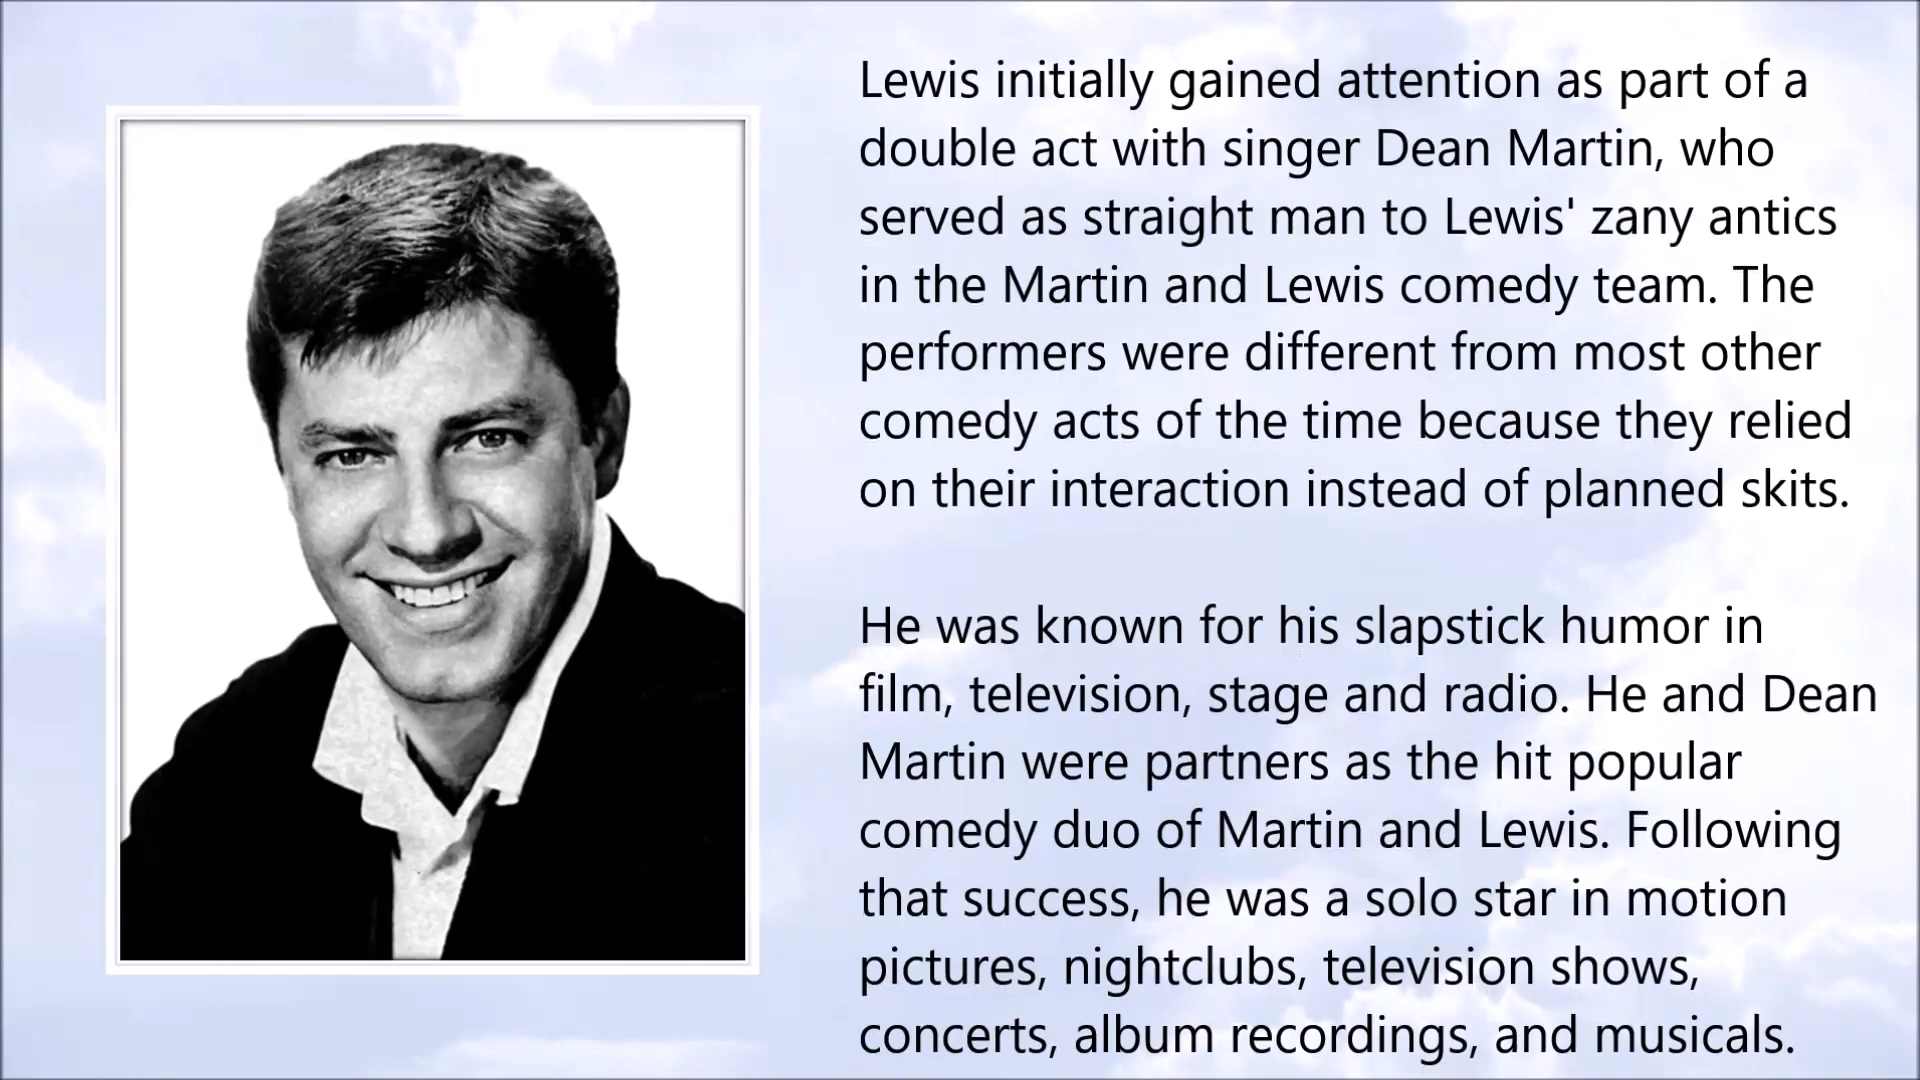 Lewis initially gained attention as part of a
double act with singer Dean Martin, who
served as straight man to Lewis' zany antics
in the Martin and Lewis comedy team. The
performers were different from most other
comedy acts of the time because they relied
on their interaction instead of planned skits.
He was known for his slapstick humor in
film, television, stage and radio. He and Dean
Martin were partners as the hit popular
comedy duo of Martin and Lewis. Following
that success, he was a solo star in motion
pictures, nightclubs, television shows,
concerts, album recordings, and musicals.